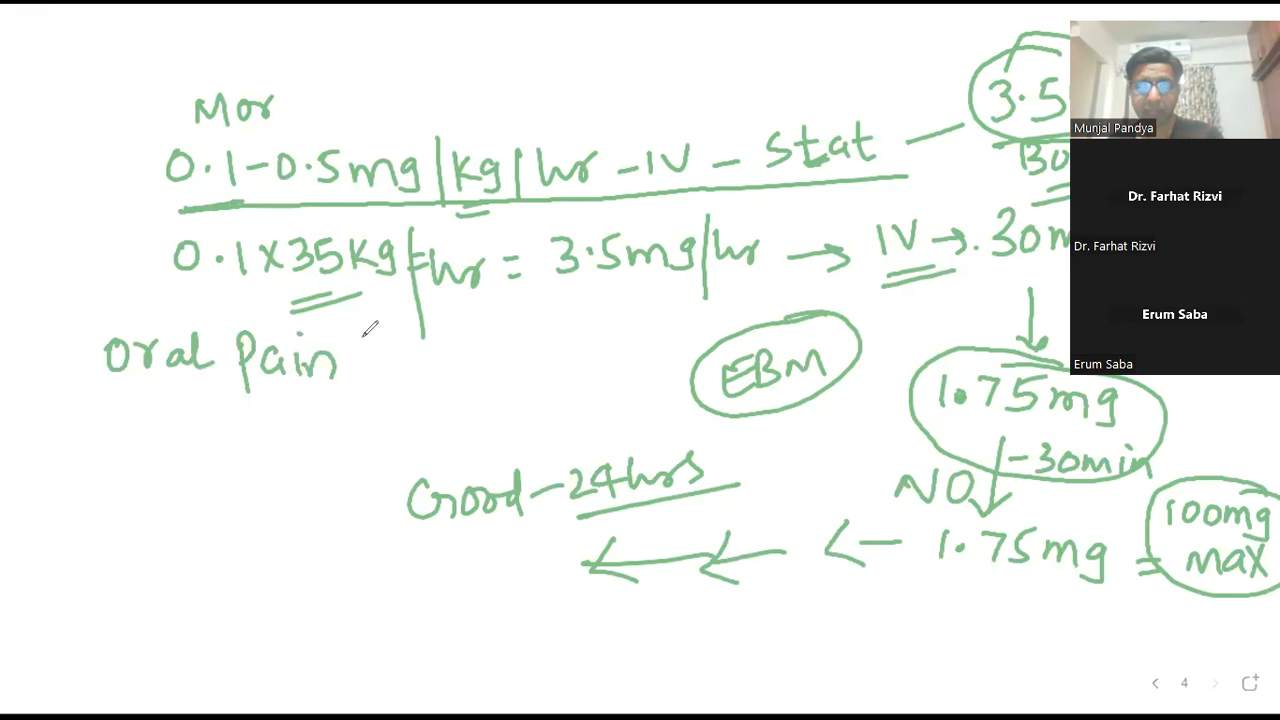 Mor
0.1-0.5mg/kg/hr - IV - Stat — 3.5
30
0.1x35kg/hr = 3.5mg/hr → IV → 30m
Oral Pain
EBM
1.75mg
-30min
NO
Good - 24hrs
1.75mg = 100mg
max
Munjal Pandya
Dr. Farhat Rizvi
Dr. Farhat Rizvi
Erum Saba
Erum Saba
4